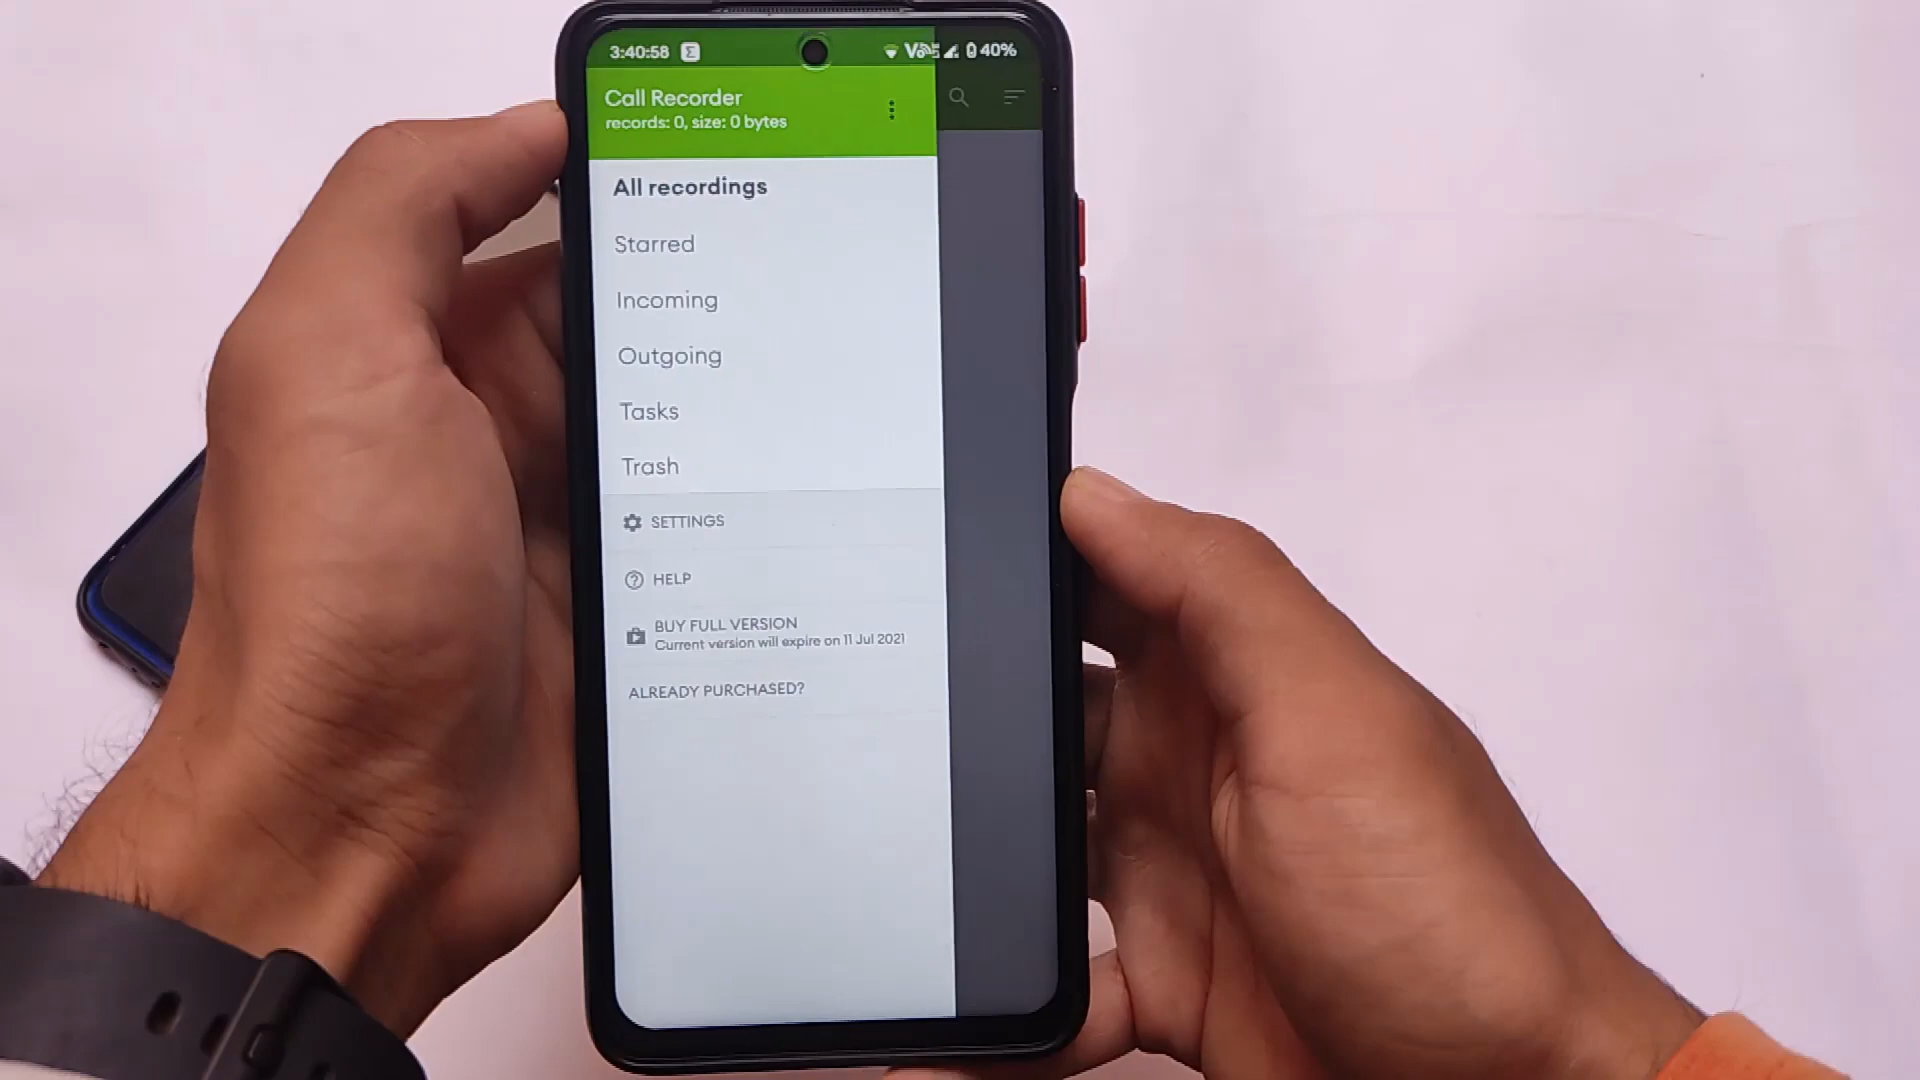 3:40:58
40%
Call Recorder
records: 0, size: 0 bytes
All recordings
Starred
Incoming
Outgoing
Tasks
Trash
SETTINGS
HELP
BUY FULL VERSION
Current version will expire on 11 Jul 2021
ALREADY PURCHASED?